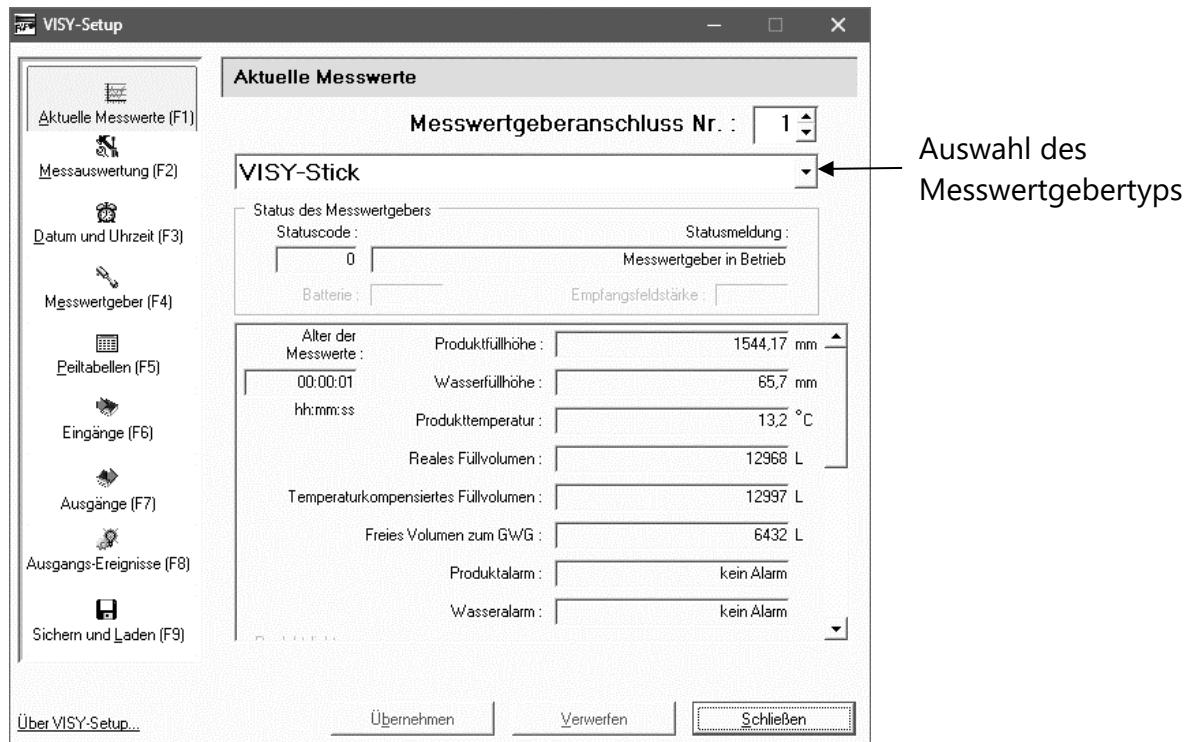 VISY-Setup
Aktuelle Messwerte (F1)
Messauswertung (F2)
Datum und Uhrzeit (F3)
Messwertgeber (F4)
Peiltabellen (F5)
Eingänge (F6)
Ausgänge (F7)
Ausgangs-Ereignisse (F8)
Sichern und Laden (F9)
Über VISY-Setup...
Aktuelle Messwerte
Messwertgeberanschluss Nr. : 1
VISY-Stick
Status des Messwertgebers
Statuscode : Statusmeldung :
0 Messwertgeber in Betrieb
Batterie : Empfangsfeldstärke :
Alter der
Messwerte :
00:00:01
hh:mm:ss
Produktfüllhöhe : 1544,17 mm
Wasserfüllhöhe : 65,7 mm
Produkttemperatur : 13,2 °C
Reales Füllvolumen : 12968 L
Temperaturkompensiertes Füllvolumen : 12997 L
Freies Volumen zum GWG : 6432 L
Produktalarm : kein Alarm
Wasseralarm : kein Alarm
Übernehmen Verwerfen Schließen
Auswahl des
Messwertgebertyps